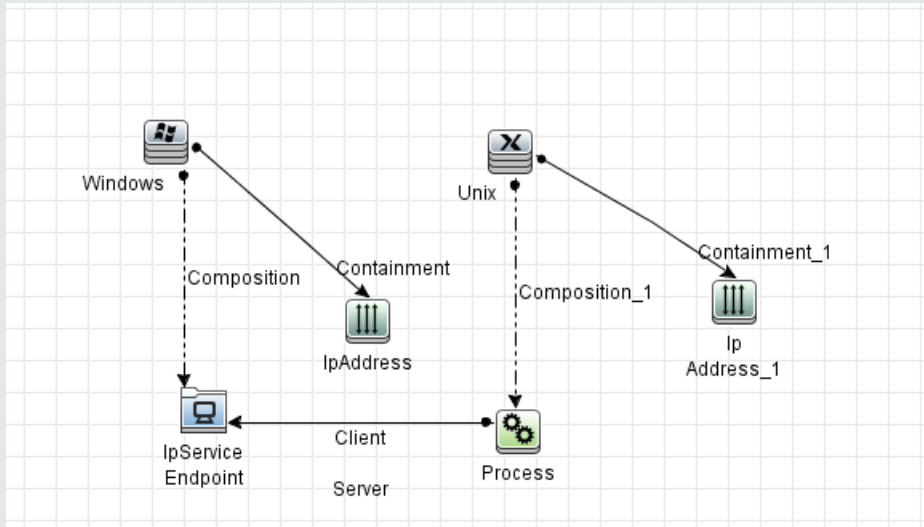 Windows
Unix
Containment
Containment_1
Composition
Composition_1
IpAddress
Ip
Address_1
IpService
Endpoint
Client
Server
Process